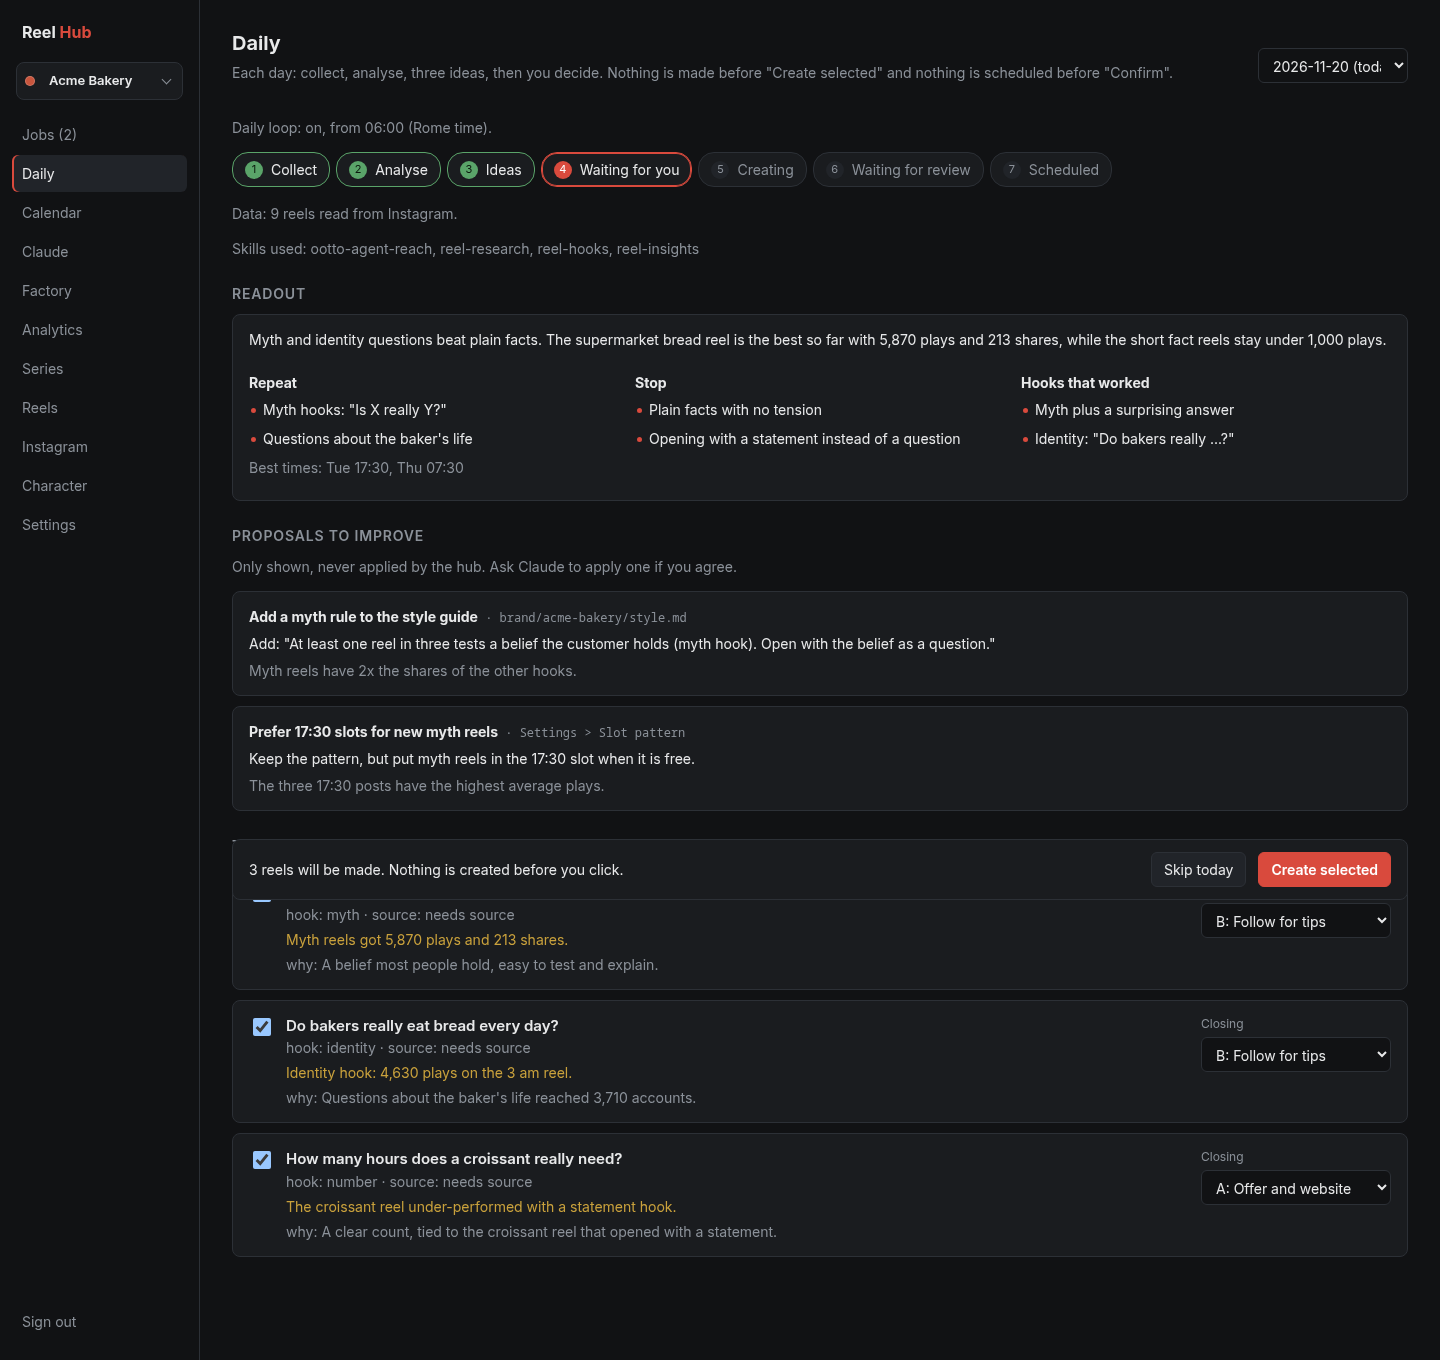 Reel Hub
Acme Bakery
Jobs (2)
Daily
Calendar
Claude
Factory
Analytics
Series
Reels
Instagram
Character
Settings
Sign out
Daily
Each day: collect, analyse, three ideas, then you decide. Nothing is made before "Create selected" and nothing is scheduled before "Confirm".
2026-11-20 (toda
Daily loop: on, from 06:00 (Rome time).
1 Collect
2 Analyse
3 Ideas
4 Waiting for you
5 Creating
6 Waiting for review
7 Scheduled
Data: 9 reels read from Instagram.
Skills used: ootto-agent-reach, reel-research, reel-hooks, reel-insights
READOUT
Myth and identity questions beat plain facts. The supermarket bread reel is the best so far with 5,870 plays and 213 shares, while the short fact reels stay under 1,000 plays.
Repeat
Myth hooks: "Is X really Y?"
Questions about the baker's life
Stop
Plain facts with no tension
Opening with a statement instead of a question
Hooks that worked
Myth plus a surprising answer
Identity: "Do bakers really ...?"
Best times: Tue 17:30, Thu 07:30
PROPOSALS TO IMPROVE
Only shown, never applied by the hub. Ask Claude to apply one if you agree.
Add a myth rule to the style guide · brand/acme-bakery/style.md
Add: "At least one reel in three tests a belief the customer holds (myth hook). Open with the belief as a question."
Myth reels have 2x the shares of the other hooks.
Prefer 17:30 slots for new myth reels · Settings > Slot pattern
Keep the pattern, but put myth reels in the 17:30 slot when it is free.
The three 17:30 posts have the highest average plays.
3 reels will be made. Nothing is created before you click.
Skip today
Create selected
hook: myth · source: needs source
Myth reels got 5,870 plays and 213 shares.
why: A belief most people hold, easy to test and explain.
B: Follow for tips
Do bakers really eat bread every day?
hook: identity · source: needs source
Identity hook: 4,630 plays on the 3 am reel.
why: Questions about the baker's life reached 3,710 accounts.
Closing
B: Follow for tips
How many hours does a croissant really need?
hook: number · source: needs source
The croissant reel under-performed with a statement hook.
why: A clear count, tied to the croissant reel that opened with a statement.
Closing
A: Offer and website